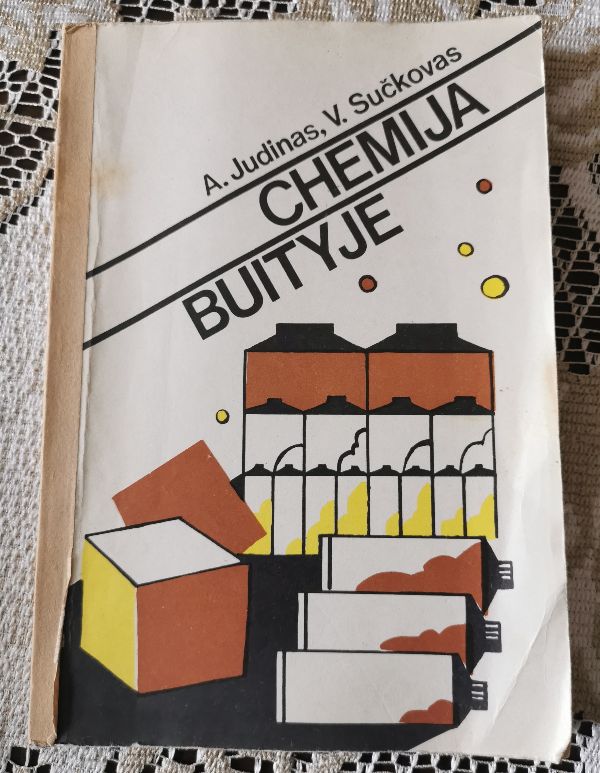 A. Judinas, V. Sučkovas
CHEMIJA
BUITYJE